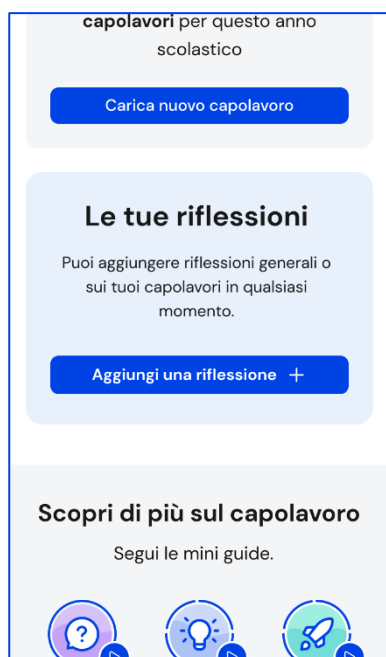 capolavori per questo anno
scolastico
Carica nuovo capolavoro
Le tue riflessioni
Puoi aggiungere riflessioni generali o
sui tuoi capolavori in qualsiasi
momento.
Aggiungi una riflessione +
Scopri di più sul capolavoro
Segui le mini guide.
?